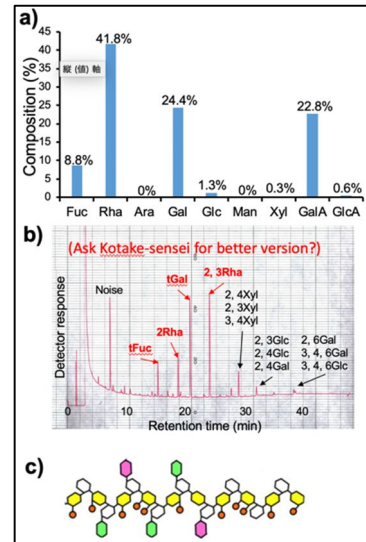 a)
41.8%
縦 (値) 軸
24.4%
22.8%
8.8%
0%
1.3%
0%
0.3%
0.6%
Composition (%)
50
45
40
35
30
25
20
15
10
5
0
Fuc Rha Ara Gal Glc Man Xyl GalA GlcA
b)
(Ask Kotake-sensei for better version?)
Noise
tGal
2, 3Rha
2, 4Xyl
2, 3Xyl
3, 4Xyl
2Rha
tFuc
2, 3Glc
2, 4Glc
2, 4Gal
2, 6Gal
3, 4, 6Gal
3, 4, 6Glc
Detector response
0 10 20 30 40
Retention time (min)
c)